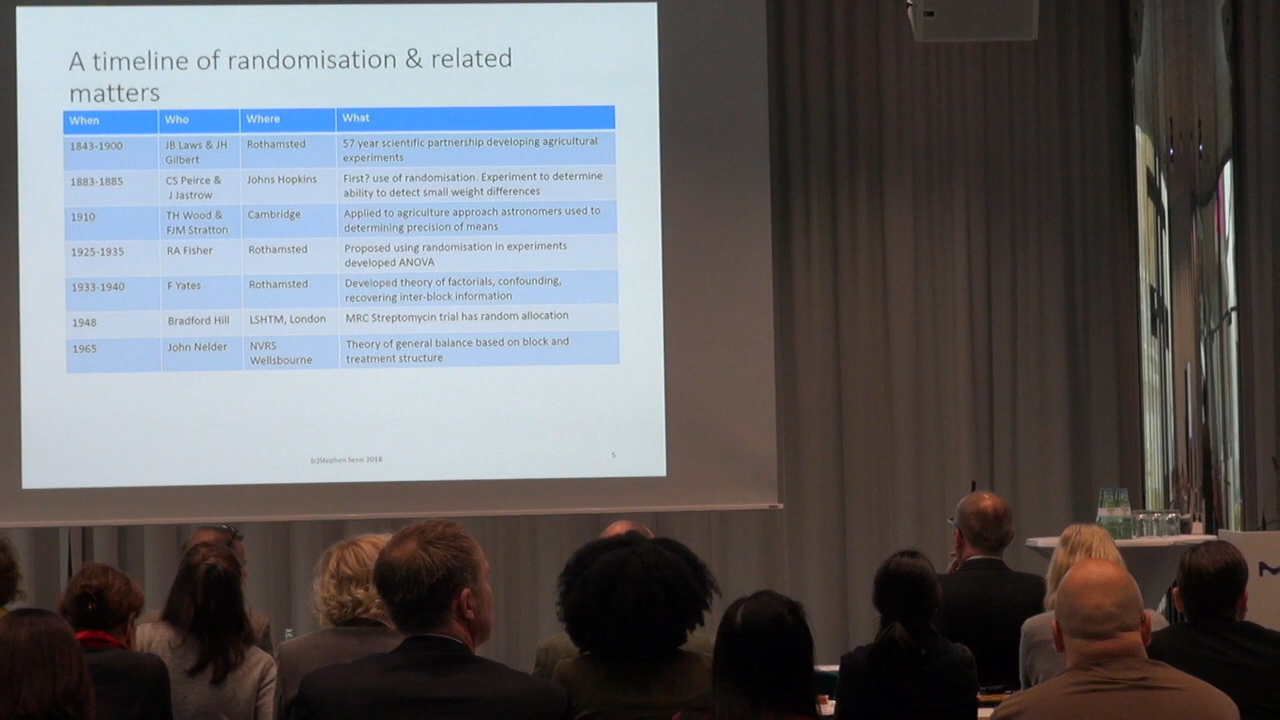 A timeline of randomisation & related
matters
When Who Where What
1843-1900 JB Laws & JH Gilbert Rothamsted 57 year scientific partnership developing agricultural experiments
1883-1885 CS Peirce & J Jastrow Johns Hopkins First? use of randomisation. Experiment to determine ability to detect small weight differences
1910 TH Wood & FJM Stratton Cambridge Applied to agriculture approach astronomers used to determining precision of means
1925-1935 RA Fisher Rothamsted Proposed using randomisation in experiments developed ANOVA
1933-1940 F Yates Rothamsted Developed theory of factorials, confounding, recovering inter-block information
1948 Bradford Hill LSHTM, London MRC Streptomycin trial has random allocation
1965 John Nelder NVRS Wellsbourne Theory of general balance based on block and treatment structure
(c)Stephen Senn 2018
5